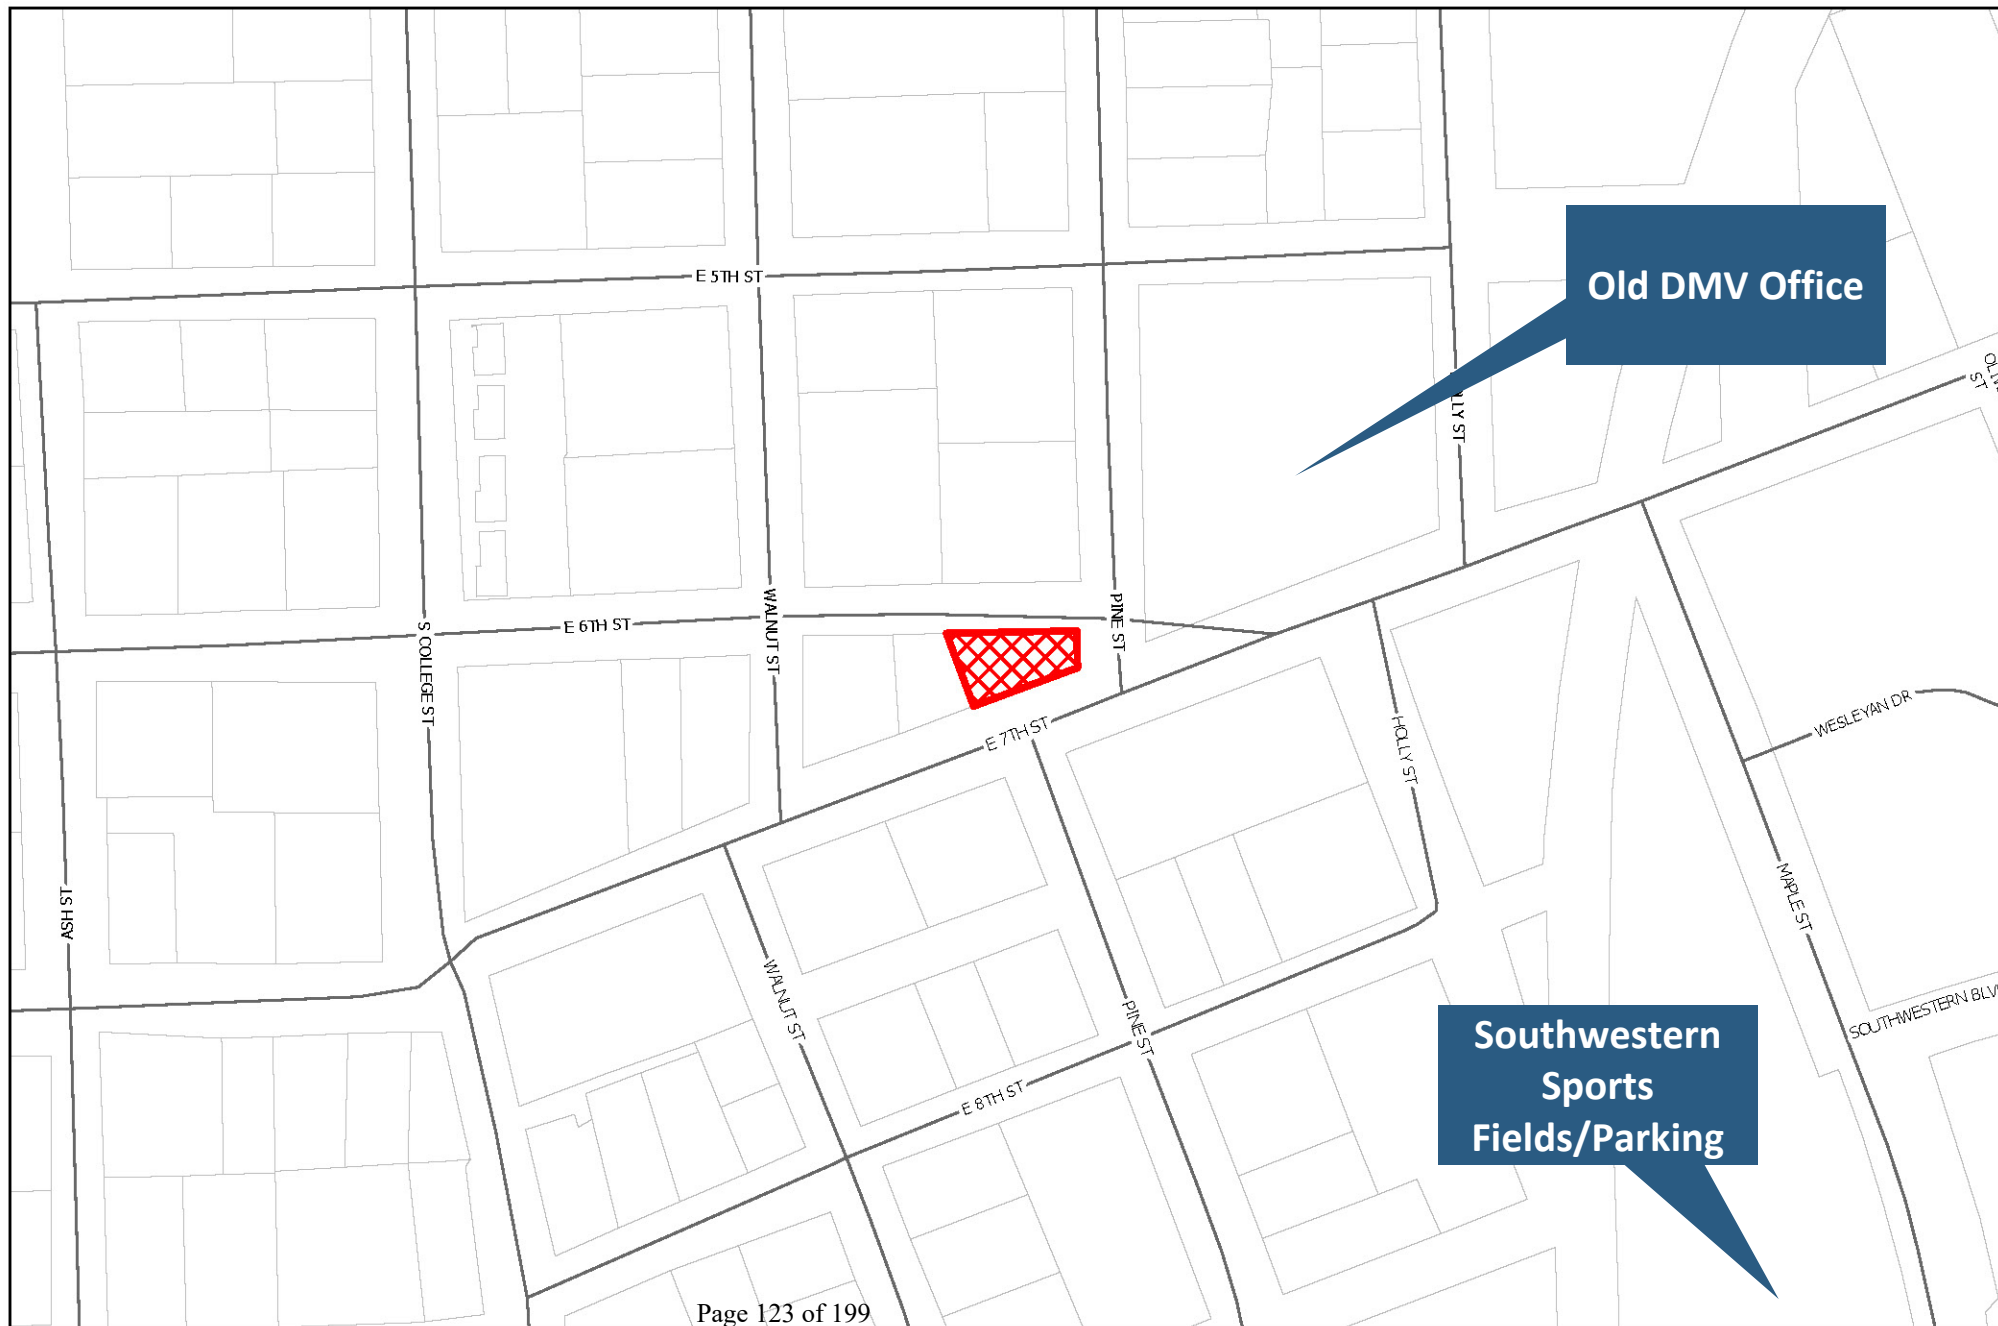 E 5TH ST
Old DMV Office
LLY ST
ST
E 6TH ST
WALNUT ST
PINE ST
S COLLEGE ST
E 7TH ST
HOLLY ST
WESLEYAN DR
MAPLE ST
ASH ST
WALNUT ST
PINE ST
SOUTHWESTERN BLV
Southwestern
Sports
Fields/Parking
E 8TH ST
Page 123 of 199